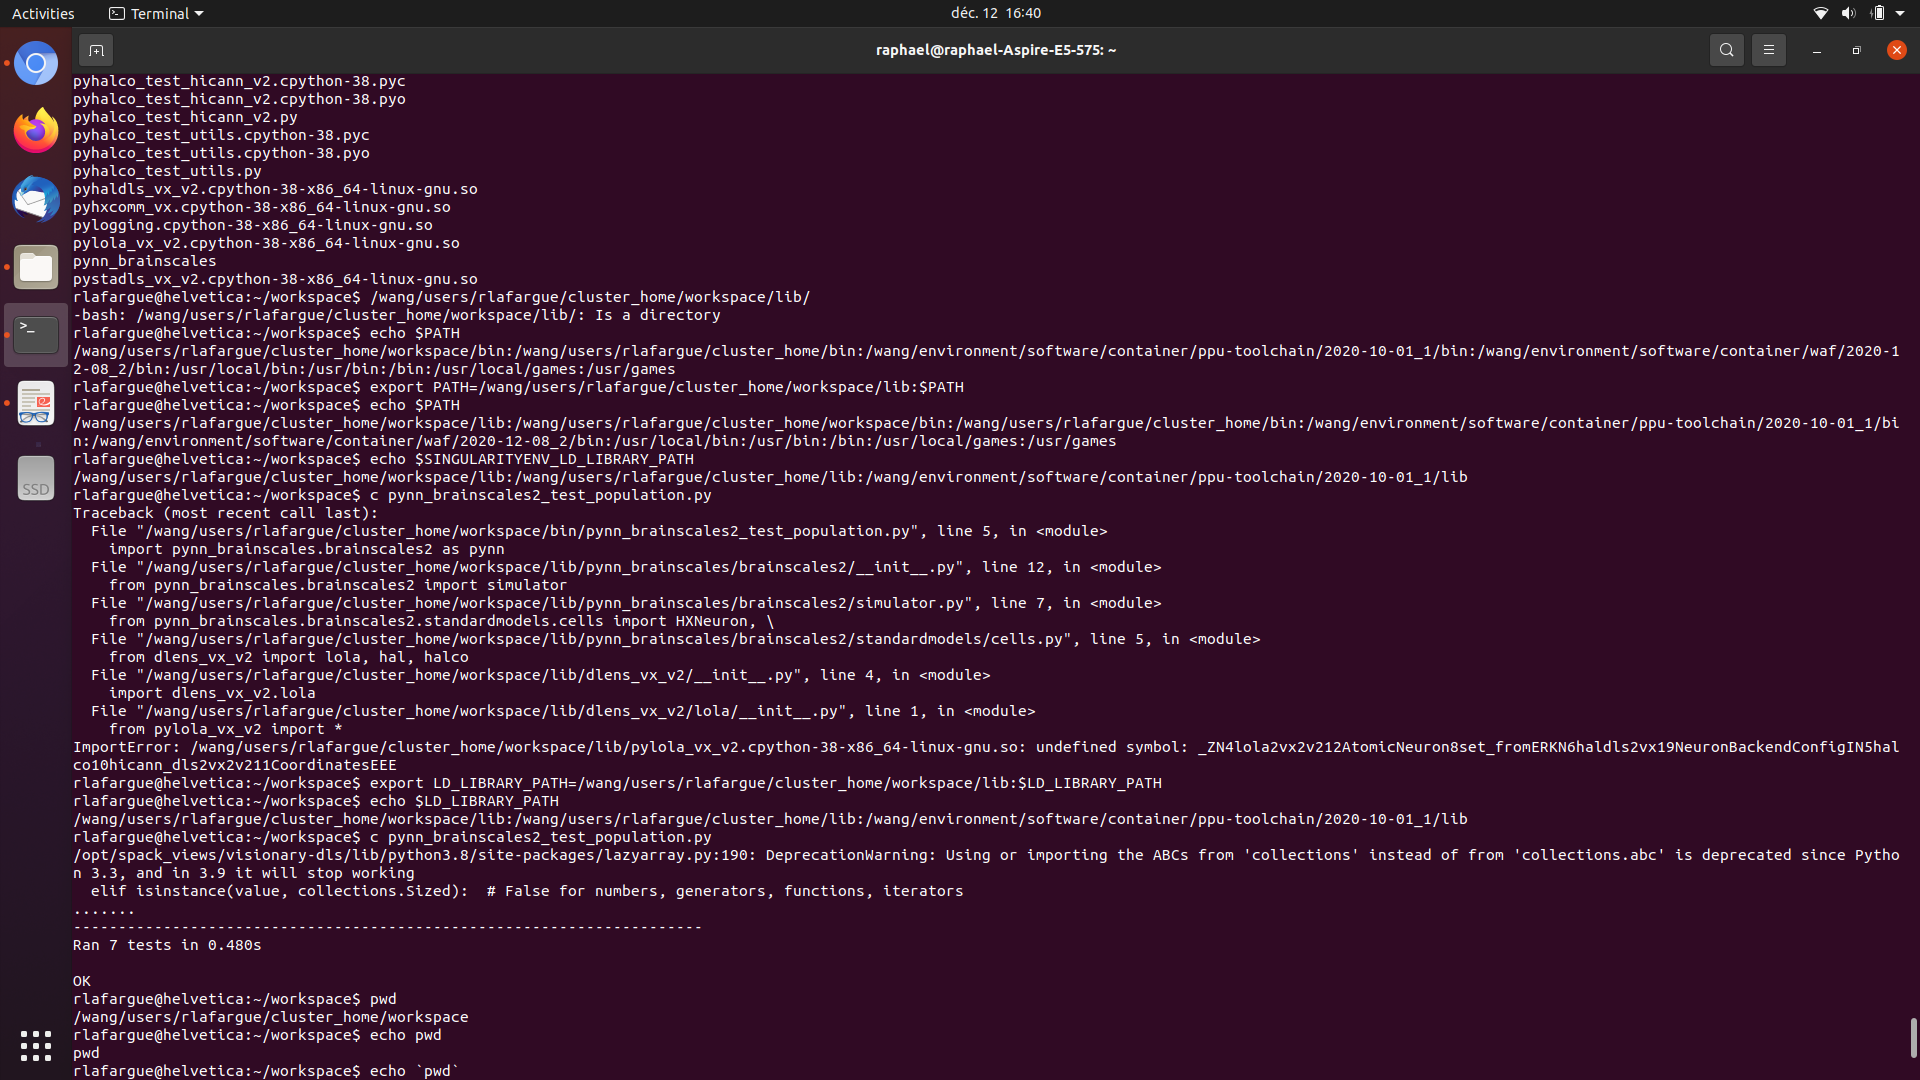 Activities
Terminal
déc. 12 16:40
raphael@raphael-Aspire-E5-575: ~
pyhalco_test_hicann_v2.cpython-38.pyc
pyhalco_test_hicann_v2.cpython-38.pyo
pyhalco_test_hicann_v2.py
pyhalco_test_utils.cpython-38.pyc
pyhalco_test_utils.cpython-38.pyo
pyhalco_test_utils.py
pyhaldls_vx_v2.cpython-38-x86_64-linux-gnu.so
pyhxcomm_vx.cpython-38-x86_64-linux-gnu.so
pylogging.cpython-38-x86_64-linux-gnu.so
pylola_vx_v2.cpython-38-x86_64-linux-gnu.so
pynn_brainscales
pystadls_vx_v2.cpython-38-x86_64-linux-gnu.so
rlafargue@helvetica:~/workspace$ /wang/users/rlafargue/cluster_home/workspace/lib/
-bash: /wang/users/rlafargue/cluster_home/workspace/lib/: Is a directory
rlafargue@helvetica:~/workspace$ echo $PATH
/wang/users/rlafargue/cluster_home/workspace/bin:/wang/users/rlafargue/cluster_home/bin:/wang/environment/software/container/ppu-toolchain/2020-10-01_1/bin:/wang/environment/software/container/waf/2020-1
2-08_2/bin:/usr/local/bin:/usr/bin:/bin:/usr/local/games:/usr/games
rlafargue@helvetica:~/workspace$ export PATH=/wang/users/rlafargue/cluster_home/workspace/lib:$PATH
rlafargue@helvetica:~/workspace$ echo $PATH
/wang/users/rlafargue/cluster_home/workspace/lib:/wang/users/rlafargue/cluster_home/workspace/bin:/wang/users/rlafargue/cluster_home/bin:/wang/environment/software/container/ppu-toolchain/2020-10-01_1/bi
n:/wang/environment/software/container/waf/2020-12-08_2/bin:/usr/local/bin:/usr/bin:/bin:/usr/local/games:/usr/games
rlafargue@helvetica:~/workspace$ echo $SINGULARITYENV_LD_LIBRARY_PATH
/wang/users/rlafargue/cluster_home/workspace/lib:/wang/users/rlafargue/cluster_home/lib:/wang/environment/software/container/ppu-toolchain/2020-10-01_1/lib
rlafargue@helvetica:~/workspace$ c pynn_brainscales2_test_population.py
Traceback (most recent call last):
  File "/wang/users/rlafargue/cluster_home/workspace/bin/pynn_brainscales2_test_population.py", line 5, in <module>
    import pynn_brainscales.brainscales2 as pynn
  File "/wang/users/rlafargue/cluster_home/workspace/lib/pynn_brainscales/brainscales2/__init__.py", line 12, in <module>
    from pynn_brainscales.brainscales2 import simulator
  File "/wang/users/rlafargue/cluster_home/workspace/lib/pynn_brainscales/brainscales2/simulator.py", line 7, in <module>
    from pynn_brainscales.brainscales2.standardmodels.cells import HXNeuron, \
  File "/wang/users/rlafargue/cluster_home/workspace/lib/pynn_brainscales/brainscales2/standardmodels/cells.py", line 5, in <module>
    from dlens_vx_v2 import lola, hal, halco
  File "/wang/users/rlafargue/cluster_home/workspace/lib/dlens_vx_v2/__init__.py", line 4, in <module>
    import dlens_vx_v2.lola
  File "/wang/users/rlafargue/cluster_home/workspace/lib/dlens_vx_v2/lola/__init__.py", line 1, in <module>
    from pylola_vx_v2 import *
ImportError: /wang/users/rlafargue/cluster_home/workspace/lib/pylola_vx_v2.cpython-38-x86_64-linux-gnu.so: undefined symbol: _ZN4lola2vx2v212AtomicNeuron8set_fromERKN6haldls2vx19NeuronBackendConfigIN5hal
co10hicann_dls2vx2v211CoordinatesEEE
rlafargue@helvetica:~/workspace$ export LD_LIBRARY_PATH=/wang/users/rlafargue/cluster_home/workspace/lib:$LD_LIBRARY_PATH
rlafargue@helvetica:~/workspace$ echo $LD_LIBRARY_PATH
/wang/users/rlafargue/cluster_home/workspace/lib:/wang/users/rlafargue/cluster_home/lib:/wang/environment/software/container/ppu-toolchain/2020-10-01_1/lib
rlafargue@helvetica:~/workspace$ c pynn_brainscales2_test_population.py
/opt/spack_views/visionary-dls/lib/python3.8/site-packages/lazyarray.py:190: DeprecationWarning: Using or importing the ABCs from 'collections' instead of from 'collections.abc' is deprecated since Pytho
n 3.3, and in 3.9 it will stop working
  elif isinstance(value, collections.Sized):  # False for numbers, generators, functions, iterators
.......
----------------------------------------------------------------------
Ran 7 tests in 0.480s
OK
rlafargue@helvetica:~/workspace$ pwd
/wang/users/rlafargue/cluster_home/workspace
rlafargue@helvetica:~/workspace$ echo pwd
pwd
rlafargue@helvetica:~/workspace$ echo `pwd`
SSD